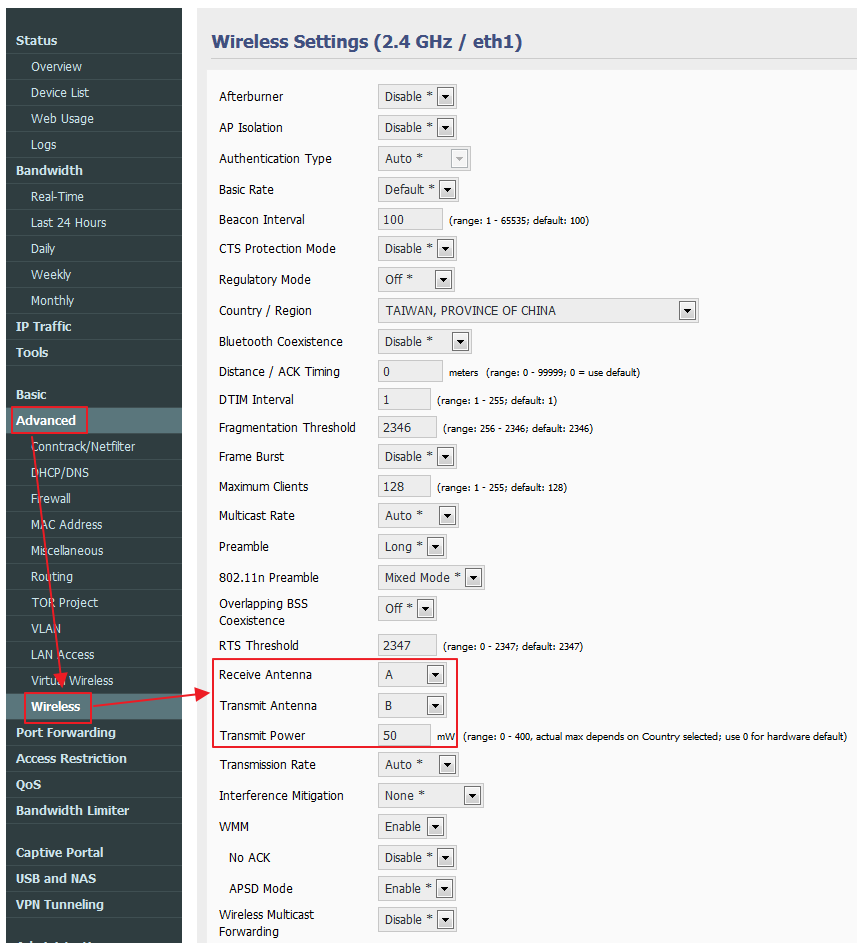 Status
Overview
Device List
Web Usage
Logs
Bandwidth
Real-Time
Last 24 Hours
Daily
Weekly
Monthly
IP Traffic
Tools
Basic
Advanced
Conntrack/Netfilter
DHCP/DNS
Firewall
MAC Address
Miscellaneous
Routing
TOR Project
VLAN
LAN Access
Virtual Wireless
Wireless
Port Forwarding
Access Restriction
QoS
Bandwidth Limiter
Captive Portal
USB and NAS
VPN Tunneling
Wireless Settings (2.4 GHz / eth1)
Afterburner Disable *
AP Isolation Disable *
Authentication Type Auto *
Basic Rate Default *
Beacon Interval 100 (range: 1 - 65535; default: 100)
CTS Protection Mode Disable *
Regulatory Mode Off *
Country / Region TAIWAN, PROVINCE OF CHINA
Bluetooth Coexistence Disable *
Distance / ACK Timing 0 meters (range: 0 - 99999; 0 = use default)
DTIM Interval 1 (range: 1 - 255; default: 1)
Fragmentation Threshold 2346 (range: 256 - 2346; default: 2346)
Frame Burst Disable *
Maximum Clients 128 (range: 1 - 255; default: 128)
Multicast Rate Auto *
Preamble Long *
802.11n Preamble Mixed Mode *
Overlapping BSS
Coexistence Off *
RTS Threshold 2347 (range: 0 - 2347; default: 2347)
Receive Antenna A
Transmit Antenna B
Transmit Power 50 mW (range: 0 - 400, actual max depends on Country selected; use 0 for hardware default)
Transmission Rate Auto *
Interference Mitigation None *
WMM Enable
No ACK Disable *
APSD Mode Enable *
Wireless Multicast
Forwarding Disable *